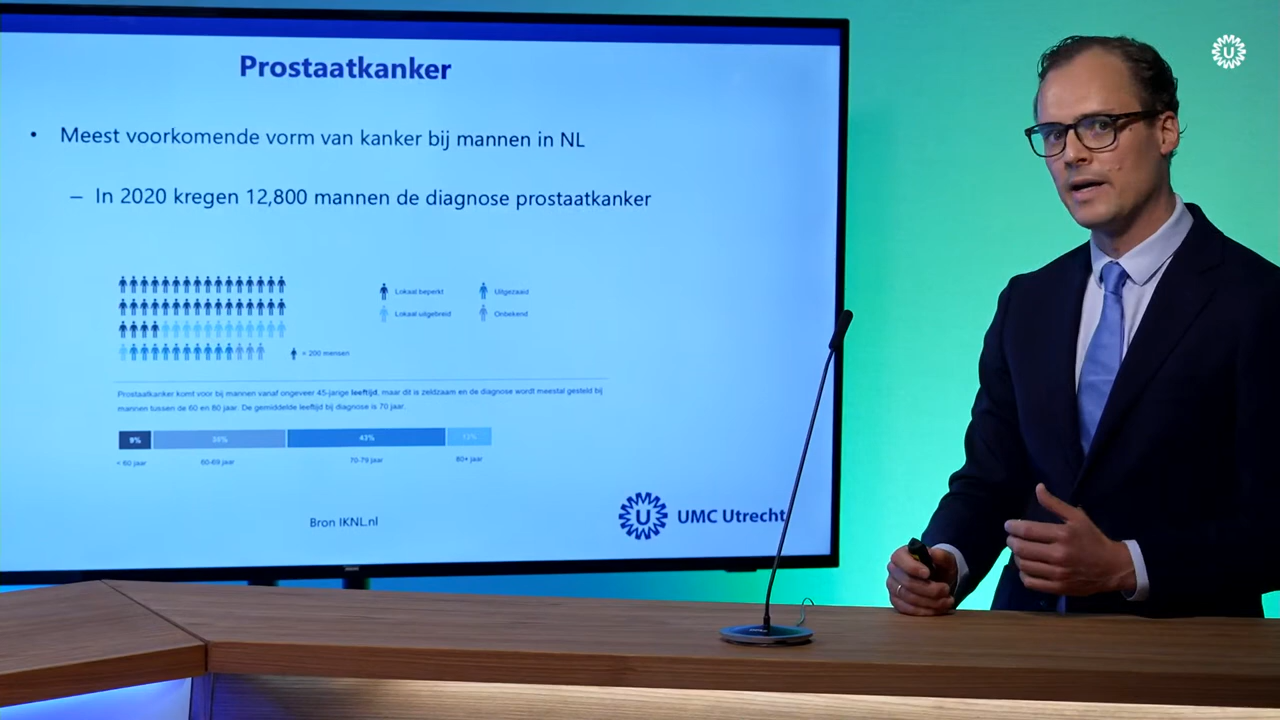 Prostaatkanker
• Meest voorkomende vorm van kanker bij mannen in NL
– In 2020 kregen 12,800 mannen de diagnose prostaatkanker
Lokaal beperkt
Uitgezaaid
Lokaal uitgebreid
Onbekend
= 200 mensen
Prostaatkanker komt voor bij mannen vanaf ongeveer 45-jarige leeftijd, maar dit is zeldzaam en de diagnose wordt meestal gesteld bij
mannen tussen de 60 en 80 jaar. De gemiddelde leeftijd bij diagnose is 70 jaar.
9%
43%
< 60 jaar
60-69 jaar
70-79 jaar
80+ jaar
Bron IKNL.nl
U UMC Utrecht
U